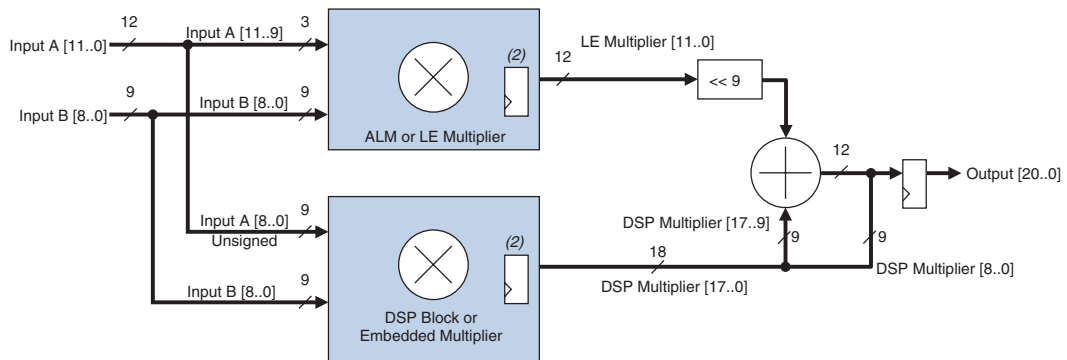 12
Input A [11..0]
9
Input B [8..0]
Input A [11..9]
3
Input B [8..0]
9
(2)
ALM or LE Multiplier
12
LE Multiplier [11..0]
<< 9
12
Output [20..0]
Input A [8..0]
Unsigned
9
Input B [8..0]
9
(2)
DSP Block or
Embedded Multiplier
18
DSP Multiplier [17..0]
DSP Multiplier [17..9]
9
9
DSP Multiplier [8..0]